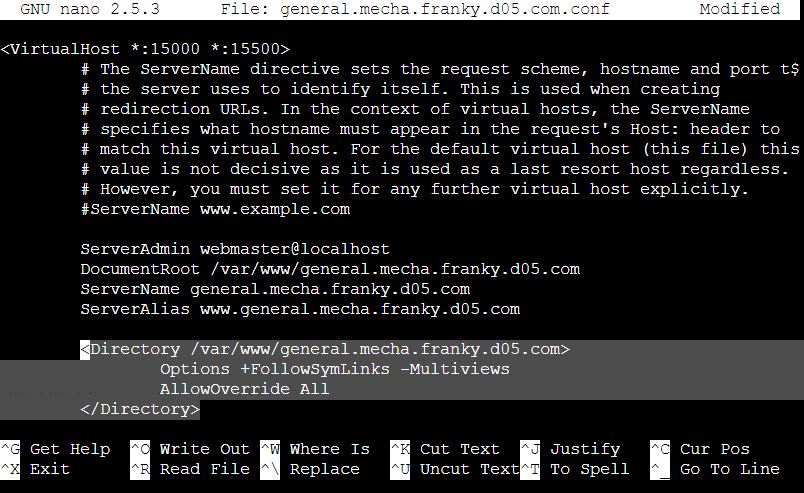 GNU nano 2.5.3 File: general.mecha.franky.d05.com.conf Modified
<VirtualHost *:15000 *:15500>
# The ServerName directive sets the request scheme, hostname and port t$
# the server uses to identify itself. This is used when creating
# redirection URLs. In the context of virtual hosts, the ServerName
# specifies what hostname must appear in the request's Host: header to
# match this virtual host. For the default virtual host (this file) this
# value is not decisive as it is used as a last resort host regardless.
# However, you must set it for any further virtual host explicitly.
#ServerName www.example.com
ServerAdmin webmaster@localhost
DocumentRoot /var/www/general.mecha.franky.d05.com
ServerName general.mecha.franky.d05.com
ServerAlias www.general.mecha.franky.d05.com
<Directory /var/www/general.mecha.franky.d05.com>
Options +FollowSymLinks -Multiviews
AllowOverride All
</Directory>
^G Get Help ^O Write Out ^W Where Is ^K Cut Text ^J Justify ^C Cur Pos
^X Exit ^R Read File ^\ Replace ^U Uncut Text ^T To Spell ^_ Go To Line